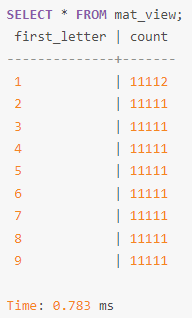 SELECT * FROM mat_view;
first_letter | count
--------------+-------
1 | 11112
2 | 11111
3 | 11111
4 | 11111
5 | 11111
6 | 11111
7 | 11111
8 | 11111
9 | 11111
Time: 0.783 ms